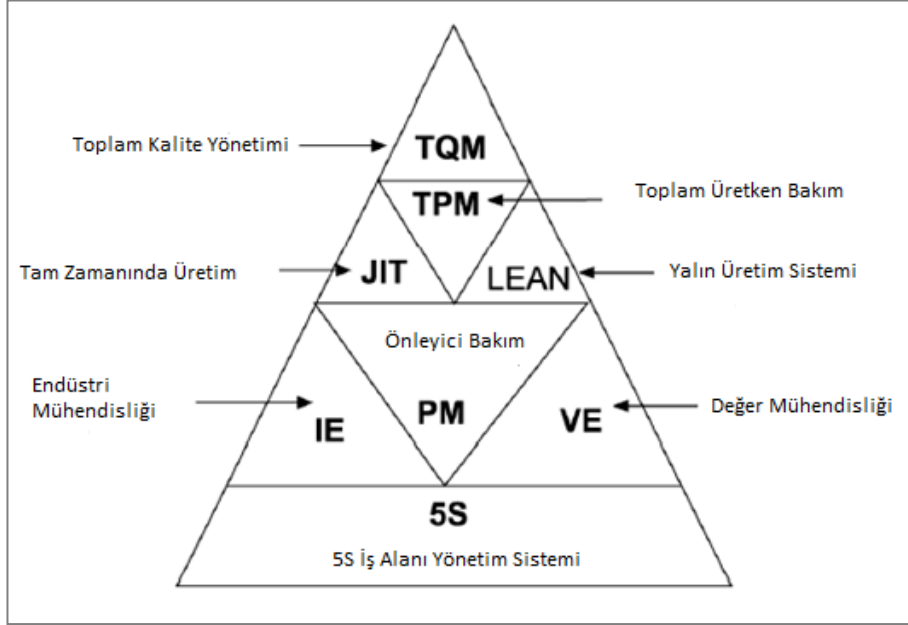 Toplam Kalite Yönetimi
TQM
TPM
Toplam Üretken Bakım
Tam Zamanında Üretim
JIT
LEAN
Yalın Üretim Sistemi
Önleyici Bakım
Endüstri
Mühendisliği
IE
PM
VE
Değer Mühendisliği
5S
5S İş Alanı Yönetim Sistemi